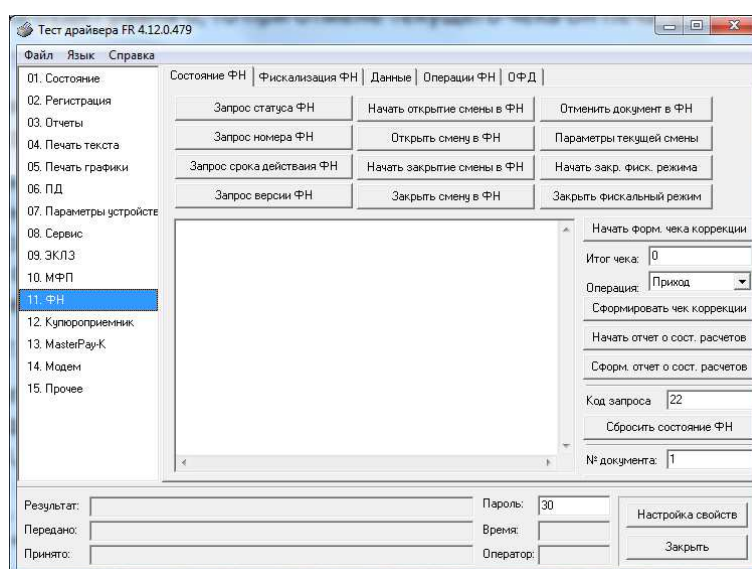 Тест драйвера FR 4.12.0.479
Файл Язык Справка
01. Состояние
02. Регистрация
03. Отчеты
04. Печать текста
05. Печать графики
06. ПД
07. Параметры устройств
08. Сервис
09. ЭКЛЗ
10. МФП
11. ФН
12. Купюроприемник
13. MasterPay-K
14. Модем
15. Прочее
Состояние ФН Фискализация ФН Данные Операции ФН ОФД
Запрос статуса ФН Начать открытие смены в ФН Отменить документ в ФН
Запрос номера ФН Открыть смену в ФН Параметры текущей смены
Запрос срока действаия ФН Начать закрытие смены в ФН Начать закр. фиск. режима
Запрос версии ФН Закрыть смену в ФН Закрыть фискальный режим
Начать форм. чека коррекции
Итог чека: 0
Операция: Приход
Сформировать чек коррекции
Начать отчет о сост. расчетов
Сформ. отчет о сост. расчетов
Код запроса 22
Сбросить состояние ФН
№ документа: 1
Результат: Пароль: 30
Передано: Время:
Принято: Оператор:
Настройка свойств
Закрыть